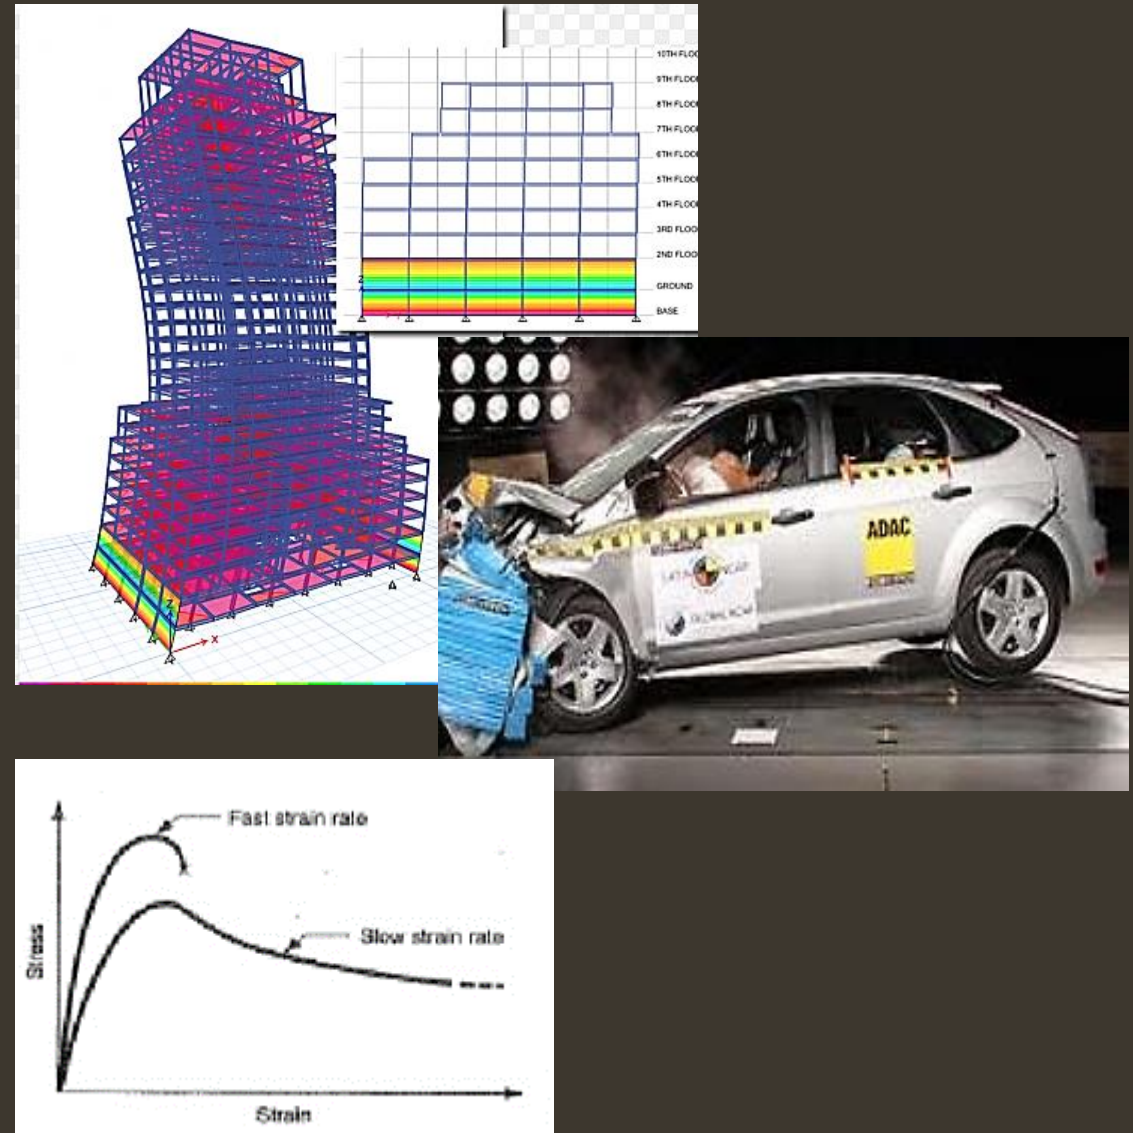 10TH FLOO
9TH FLOO
8TH FLOO
7TH FLOO
6TH FLOO
5TH FLOO
4TH FLOO
3RD FLOO
2ND FLOO
GROUND
BASE
Z
X
ADAC
Fast strain rate
Slow strain rate
Stress
Strain